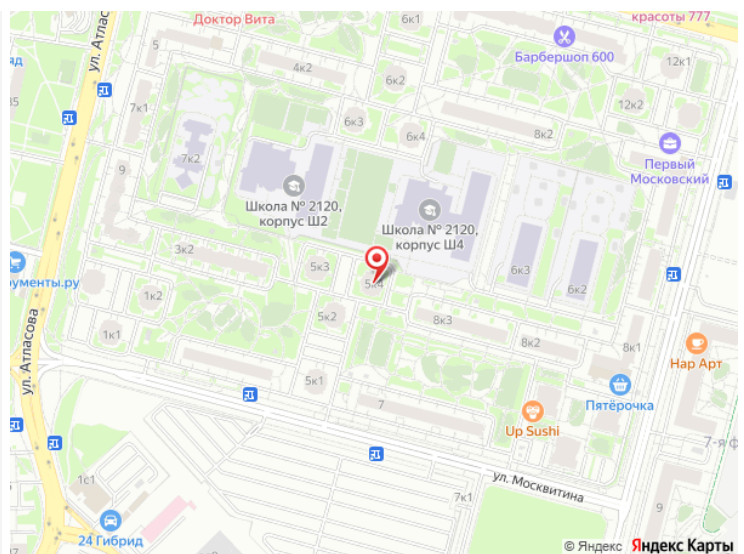 Доктор Вита
6к1
красоты 777
ул. Атласова
5
4к2
6к2
Барбершоп 600
12к1
12к2
7к1
6к3
6к4
8к2
9
7к2
Школа № 2120,
корпус Ш2
Школа № 2120,
корпус Ш4
Первый
Московский
3к2
5к3
5к4
6к3
6к2
1к2
1к1
5к2
8к3
8к2
8к1
Нар Арт
ул. Атласова
5к1
7
Up Sushi
Пятёрочка
ул. Москвитина
7к1
1с1
24 Гибрид
9
© Яндекс Яндекс Карты